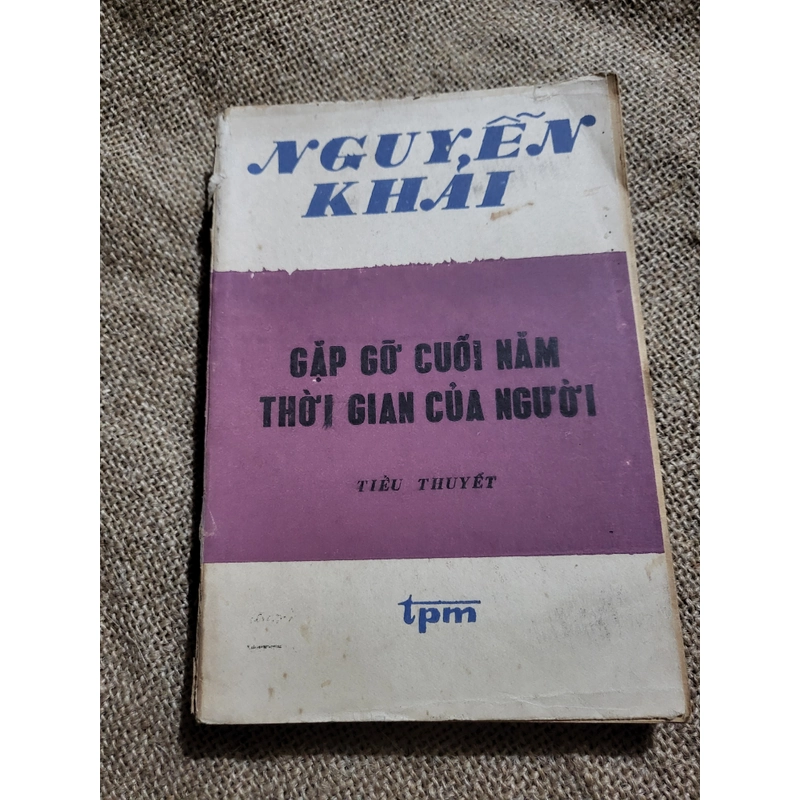 NGUYỄN
KHẢI
GẶP GỠ CUỐI NĂM
THỜI GIAN CỦA NGƯỜI
TIỂU THUYẾT
tpm